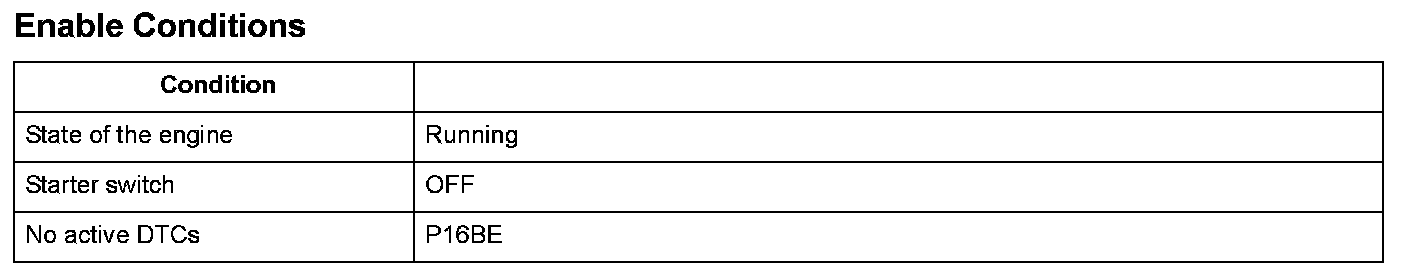 Enable Conditions
Condition
State of the engine Running
Starter switch OFF
No active DTCs P16BE